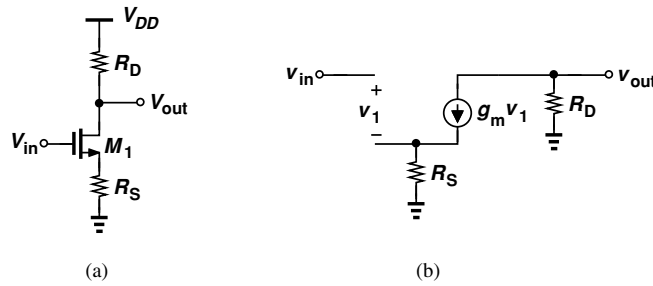 V_DD
R_D
V_out
V_in
M_1
R_S
(a)
v_in
+
v_1
−
g_m v_1
v_out
R_D
R_S
(b)